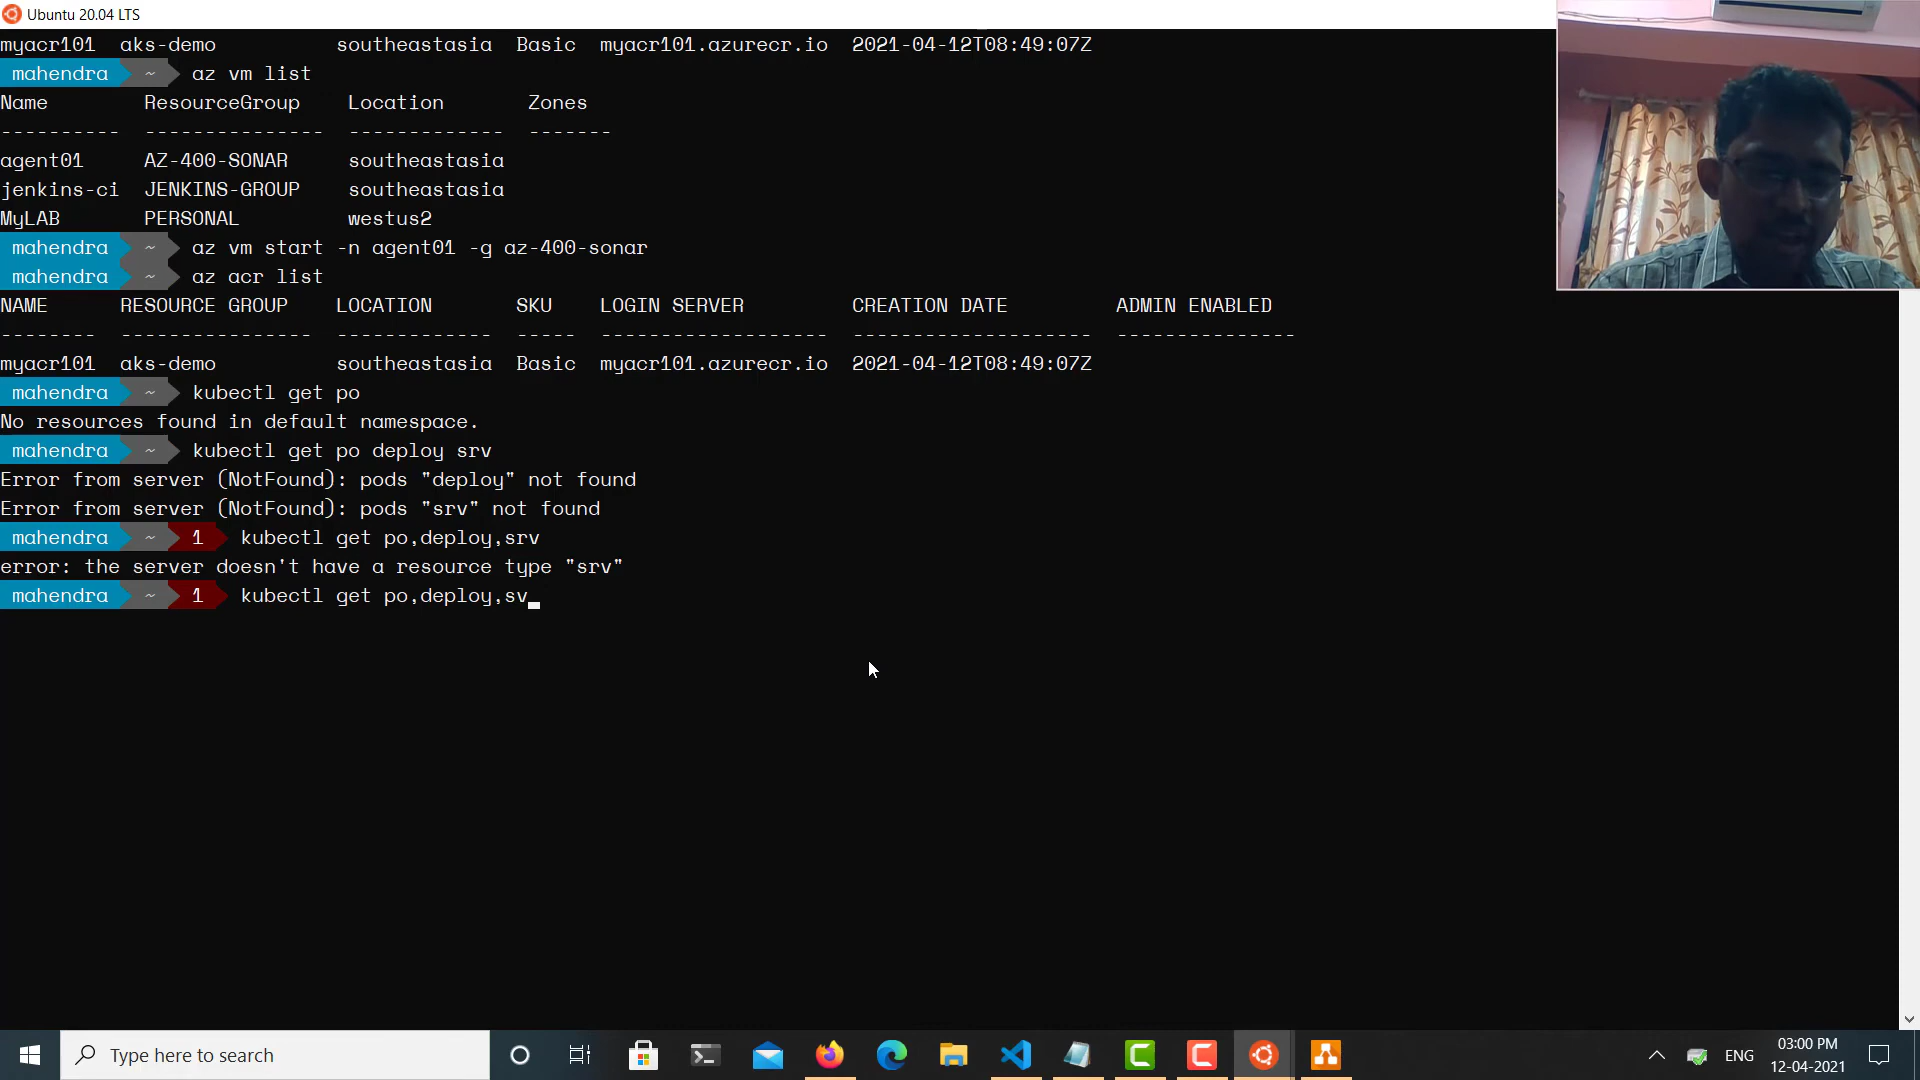 Ubuntu 20.04 LTS
myacr101 aks-demo southeastasia Basic myacr101.azurecr.io 2021-04-12T08:49:07Z
mahendra ~ az vm list
Name ResourceGroup Location Zones
---------- --------------- ------------- -------
agent01 AZ-400-SONAR southeastasia
jenkins-ci JENKINS-GROUP southeastasia
MyLAB PERSONAL westus2
mahendra ~ az vm start -n agent01 -g az-400-sonar
mahendra ~ az acr list
NAME RESOURCE GROUP LOCATION SKU LOGIN SERVER CREATION DATE ADMIN ENABLED
-------- ---------------- ------------- ----- ------------------- -------------------- ---------------
myacr101 aks-demo southeastasia Basic myacr101.azurecr.io 2021-04-12T08:49:07Z
mahendra ~ kubectl get po
No resources found in default namespace.
mahendra ~ kubectl get po deploy srv
Error from server (NotFound): pods "deploy" not found
Error from server (NotFound): pods "srv" not found
mahendra ~ 1 kubectl get po,deploy,srv
error: the server doesn't have a resource type "srv"
mahendra ~ 1 kubectl get po,deploy,sv
Type here to search
ENG
03:00 PM
12-04-2021